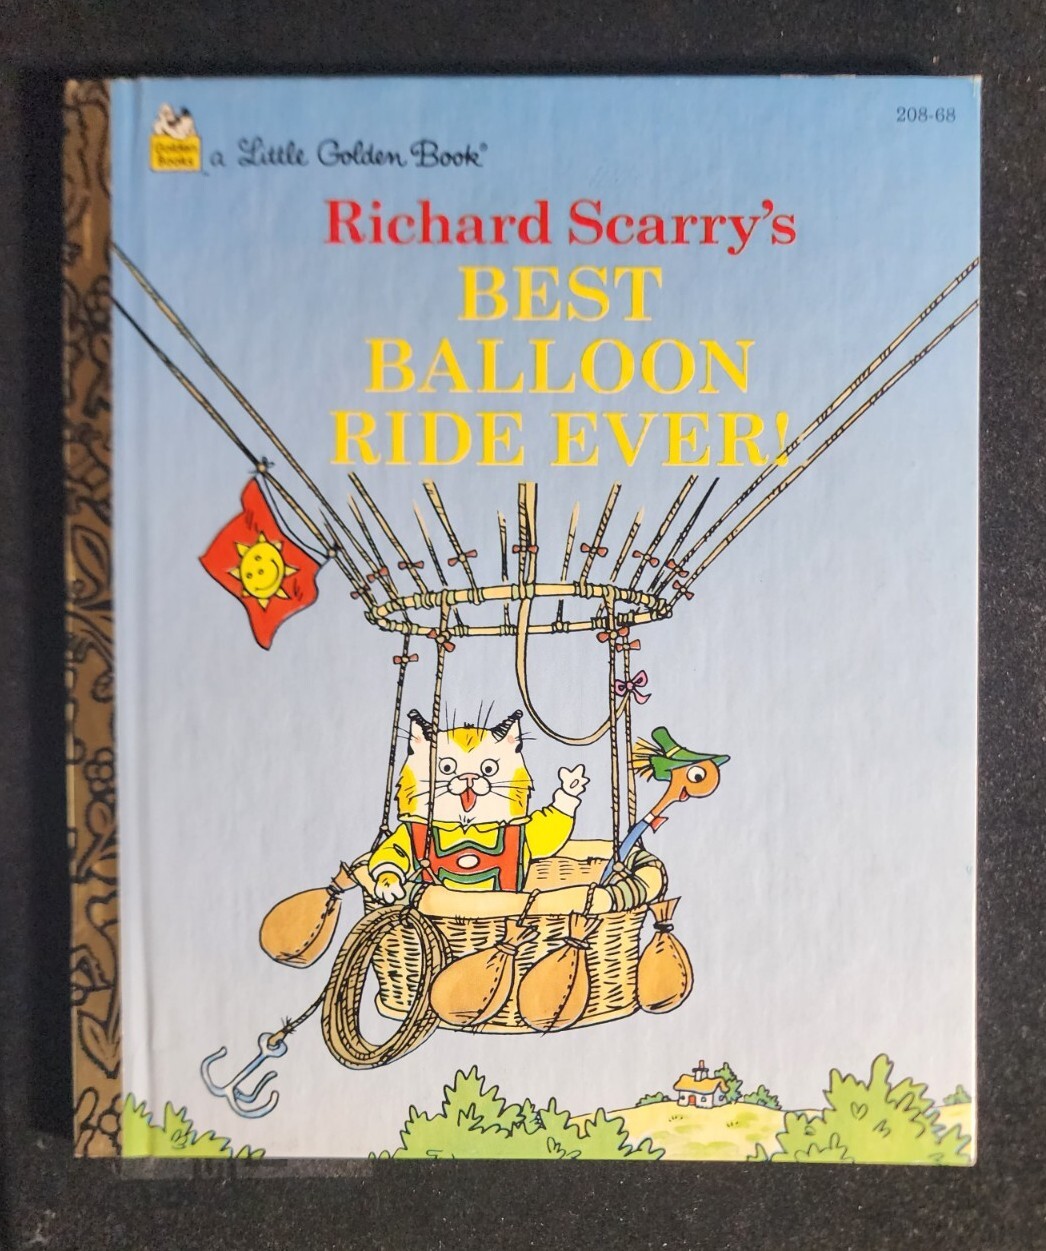 208-68
Golden
Books
a Little Golden Book®
Richard Scarry's
BEST
BALLOON
RIDE EVER!